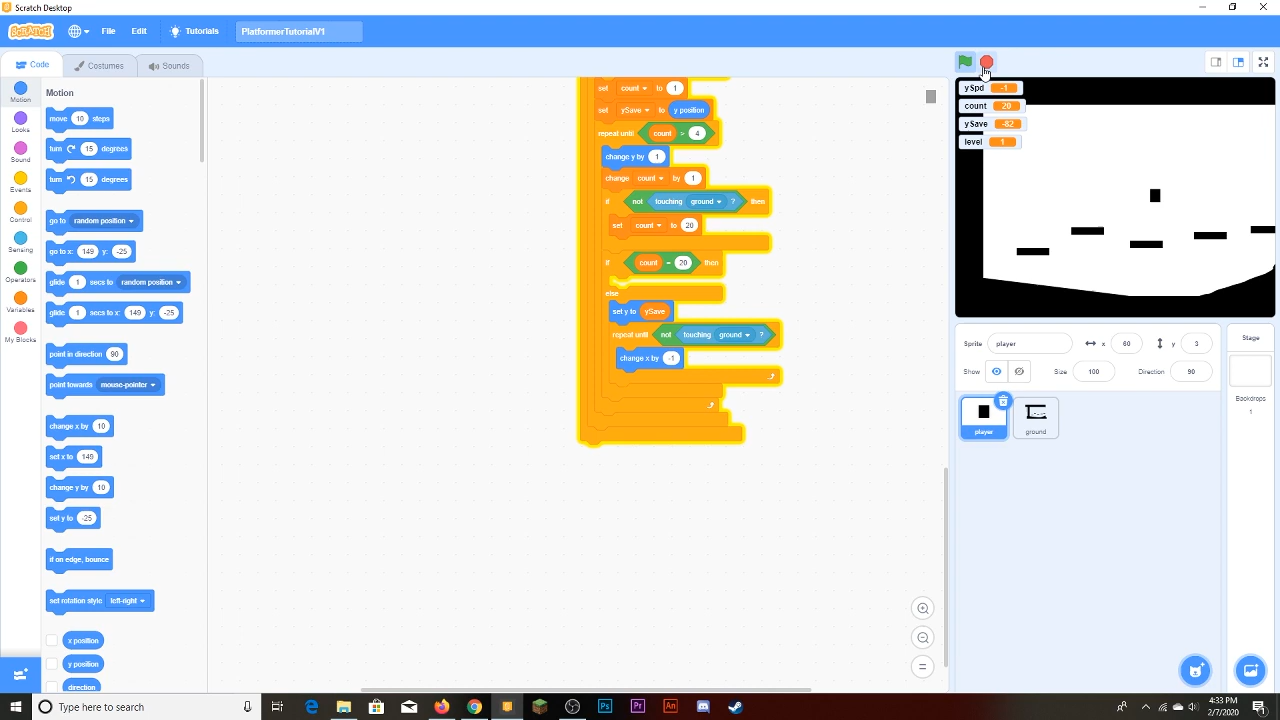 Scratch Desktop
SCRATCH File Edit Tutorials PlatformerTutorialV1
Code Costumes Sounds
Motion
Looks
Sound
Events
Control
Sensing
Operators
Variables
My Blocks
Motion
move 10 steps
turn 15 degrees
turn 15 degrees
go to random position
go to x: 149 y: -25
glide 1 secs to random position
glide 1 secs to x: 149 y: -25
point in direction 90
point towards mouse-pointer
change x by 10
set x to 149
change y by 10
set y to -25
if on edge, bounce
set rotation style left-right
x position
y position
direction
set count to 1
set ySave to y position
repeat until count > 4
change y by 1
change count by 1
if not touching ground ? then
set count to 20
if count = 20 then
else
set y to ySave
repeat until not touching ground ?
change x by -1
ySpd -1
count 20
ySave -82
level 1
Sprite player x 60 y 3
Show Size 100 Direction 90
player
ground
Stage
Backdrops
1
Type here to search
Ps
Pr
An
4:33 PM
2/7/2020